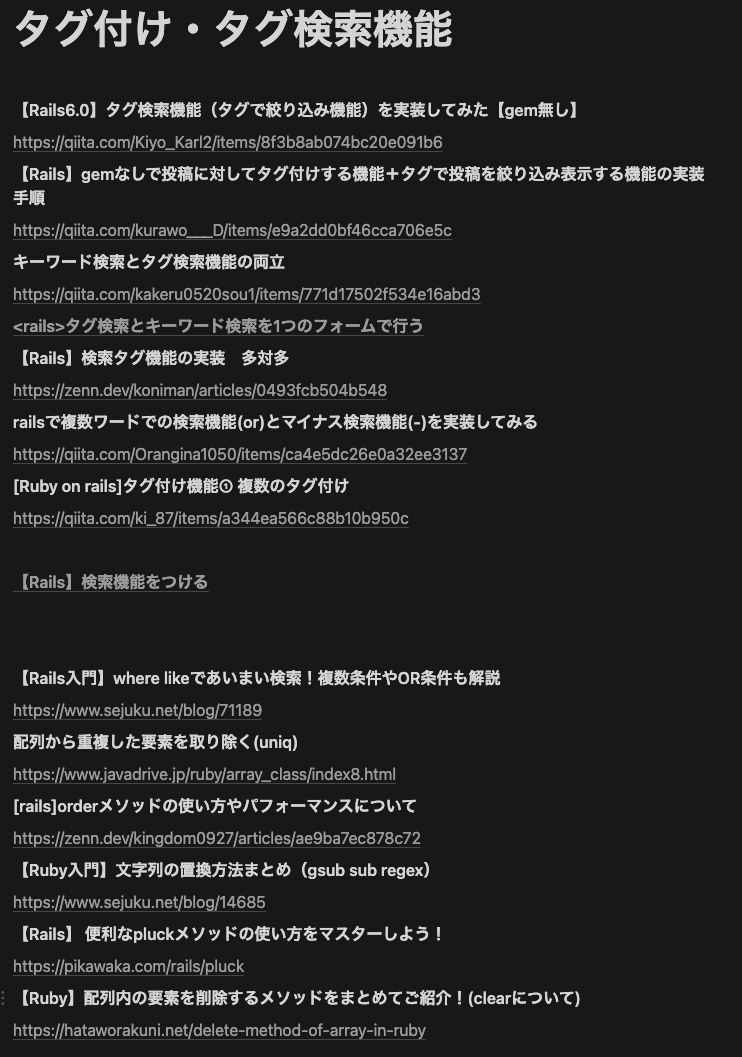 タグ付け・タグ検索機能
【Rails6.0】タグ検索機能（タグで絞り込み機能）を実装してみた【gem無し】
https://qiita.com/Kiyo_Karl2/items/8f3b8ab074bc20e091b6
【Rails】gemなしで投稿に対してタグ付けする機能＋タグで投稿を絞り込み表示する機能の実装
手順
https://qiita.com/kurawo___D/items/e9a2dd0bf46cca706e5c
キーワード検索とタグ検索機能の両立
https://qiita.com/kakeru0520sou1/items/771d17502f534e16abd3
<rails>タグ検索とキーワード検索を1つのフォームで行う
【Rails】検索タグ機能の実装　多対多
https://zenn.dev/koniman/articles/0493fcb504b548
railsで複数ワードでの検索機能(or)とマイナス検索機能(-)を実装してみる
https://qiita.com/Orangina1050/items/ca4e5dc26e0a32ee3137
[Ruby on rails]タグ付け機能① 複数のタグ付け
https://qiita.com/ki_87/items/a344ea566c88b10b950c
【Rails】検索機能をつける
【Rails入門】where likeであいまい検索！複数条件やOR条件も解説
https://www.sejuku.net/blog/71189
配列から重複した要素を取り除く(uniq)
https://www.javadrive.jp/ruby/array_class/index8.html
[rails]orderメソッドの使い方やパフォーマンスについて
https://zenn.dev/kingdom0927/articles/ae9ba7ec878c72
【Ruby入門】文字列の置換方法まとめ（gsub sub regex）
https://www.sejuku.net/blog/14685
【Rails】 便利なpluckメソッドの使い方をマスターしよう！
https://pikawaka.com/rails/pluck
【Ruby】配列内の要素を削除するメソッドをまとめてご紹介！(clearについて)
https://hataworakuni.net/delete-method-of-array-in-ruby